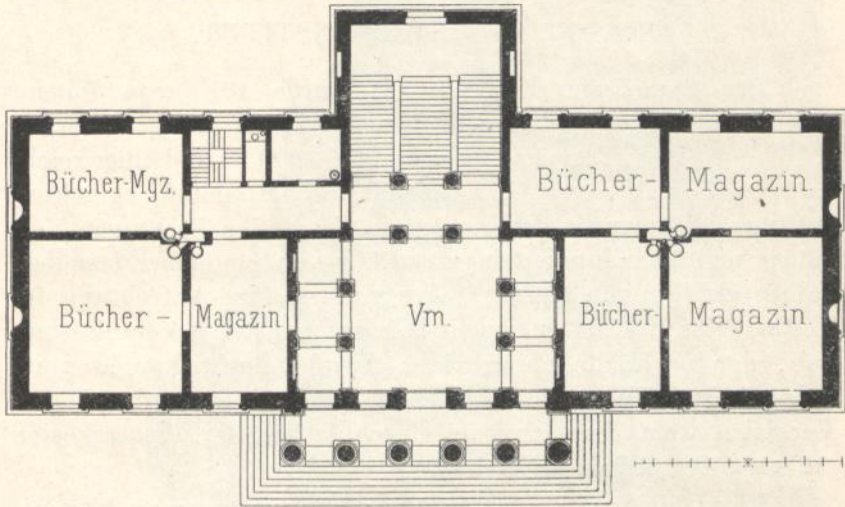 Bücher-Mgz.
Bücher-
Magazin.
Bücher-
Magazin
Vm.
Bücher-
Magazin.